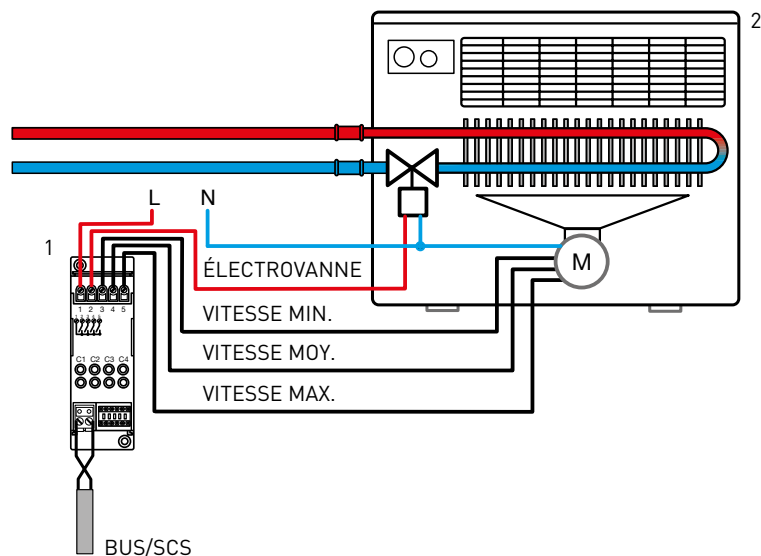 2
L N
1
ÉLECTROVANNE
M
1 2 3 4 5
VITESSE MIN.
VITESSE MOY.
C1 C2 C3 C4
VITESSE MAX.
BUS/SCS